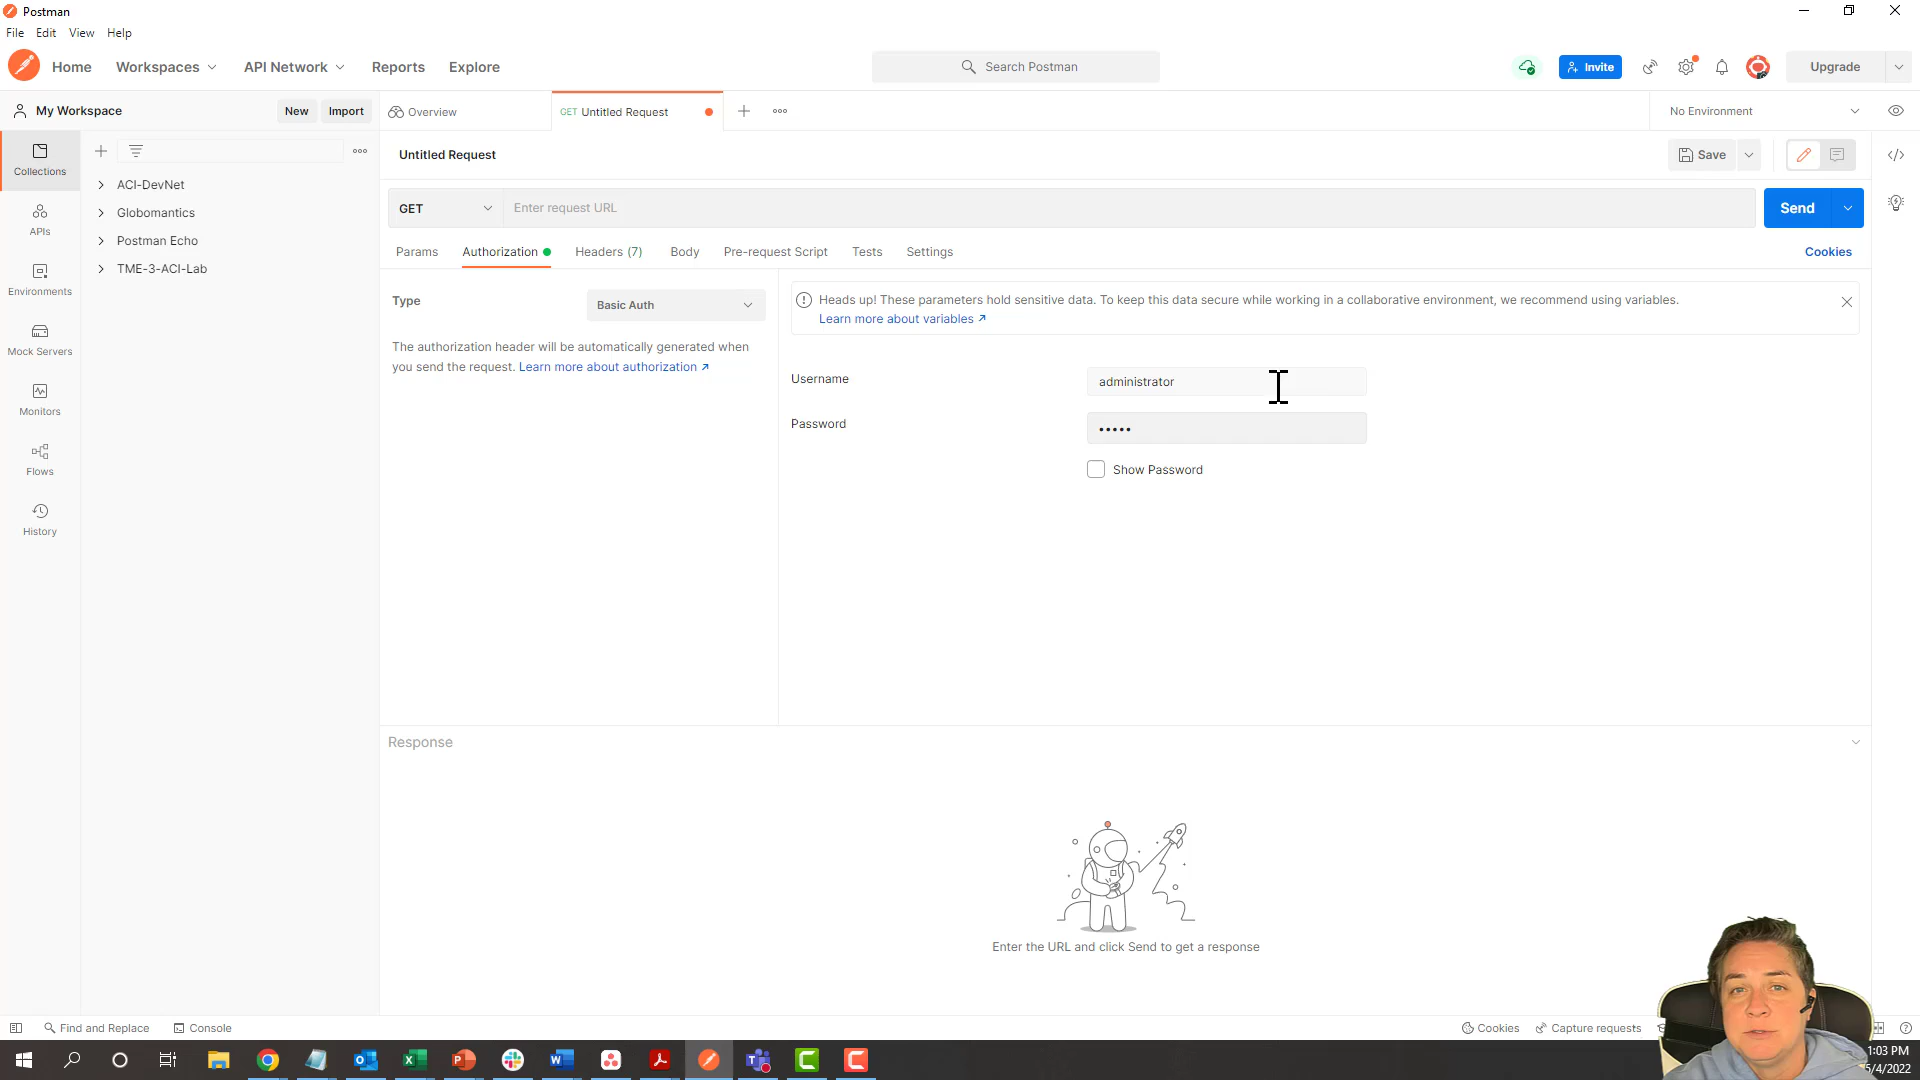 Postman
File Edit View Help
Home Workspaces API Network Reports Explore
Search Postman
Invite
Upgrade
My Workspace
New Import
Overview
GET Untitled Request
No Environment
Collections
APIs
Environments
Mock Servers
Monitors
Flows
History
ACI-DevNet
Globomantics
Postman Echo
TME-3-ACI-Lab
Untitled Request
Save
GET
Enter request URL
Send
Params Authorization Headers (7) Body Pre-request Script Tests Settings
Cookies
Type
Basic Auth
The authorization header will be automatically generated when
you send the request. Learn more about authorization
Heads up! These parameters hold sensitive data. To keep this data secure while working in a collaborative environment, we recommend using variables.
Learn more about variables
Username
administrator
Password
•••••
Show Password
Response
Enter the URL and click Send to get a response
Find and Replace
Console
Cookies
Capture requests
1:03 PM
5/4/2022